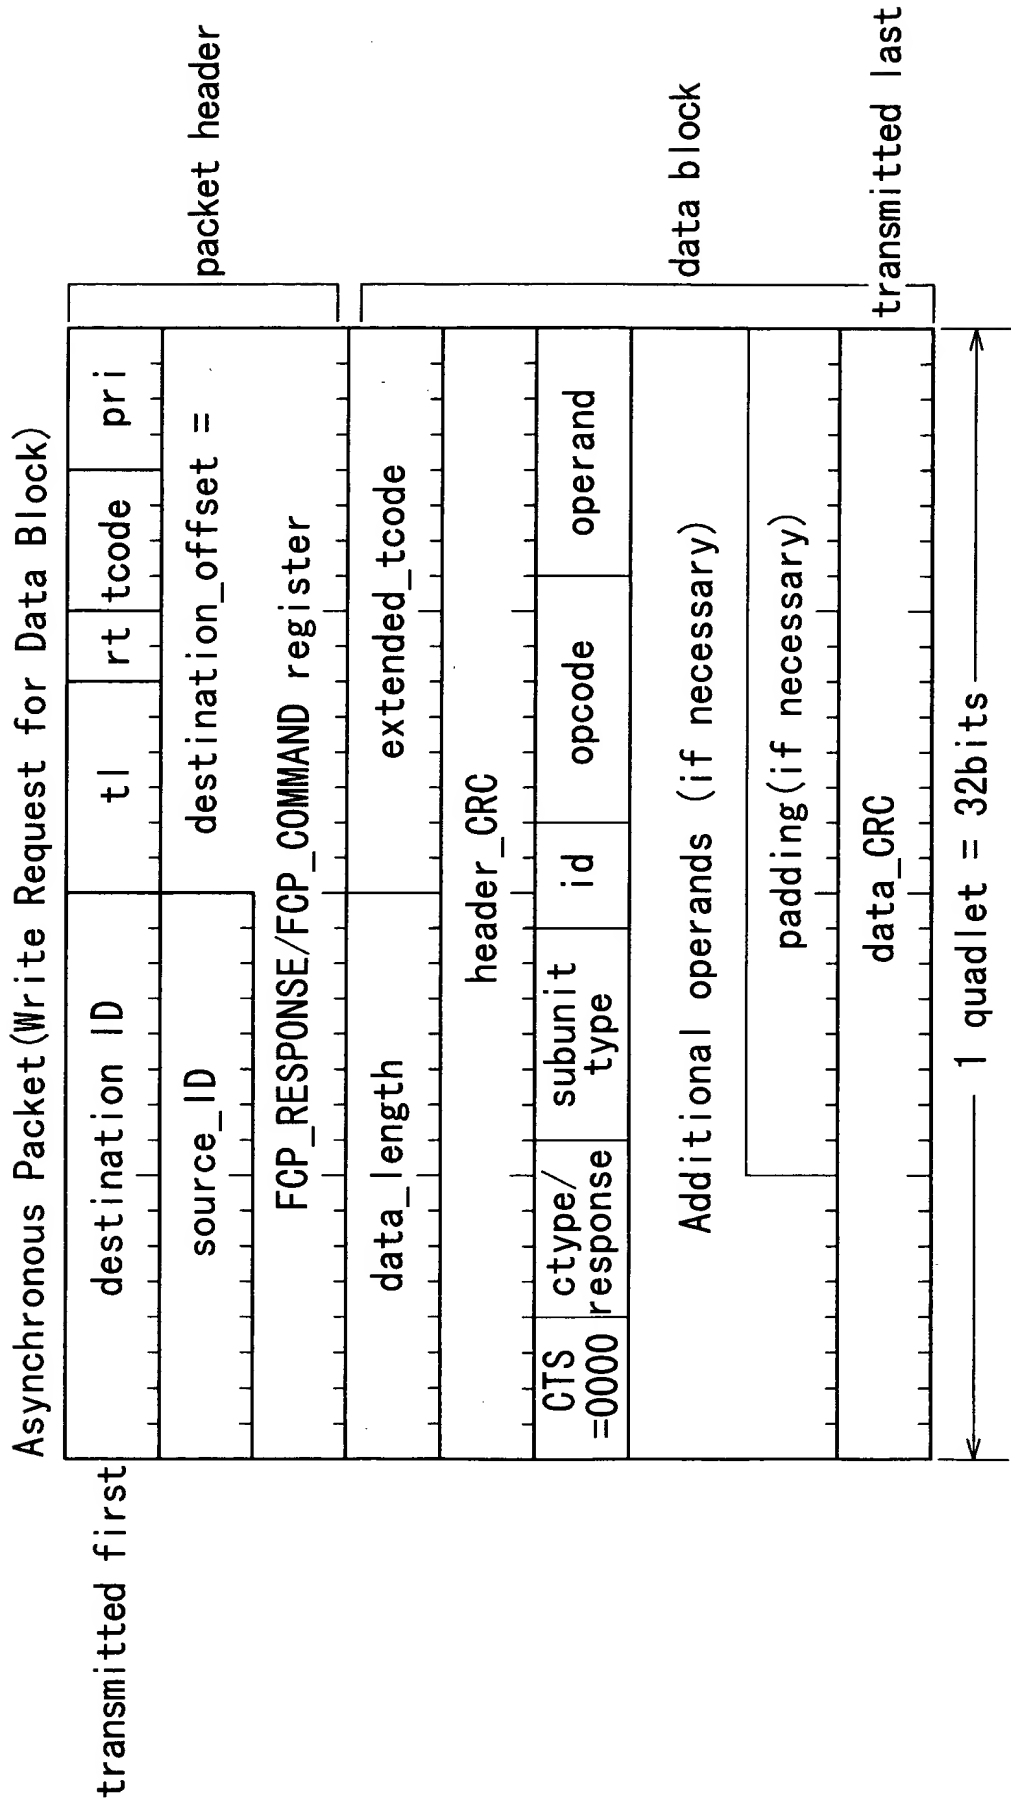 Asynchronous Packet(Write Request for Data Block)
transmitted first
destination ID
tl
rt
tcode
pri
source_ID
destination_offset =
FCP_RESPONSE/FCP_COMMAND register
packet header
data_length
extended_tcode
header_CRC
CTS
=0000
ctype/
response
subunit
type
id
opcode
operand
Additional operands (if necessary)
padding(if necessary)
data_CRC
data block
transmitted last
1 quadlet = 32bits